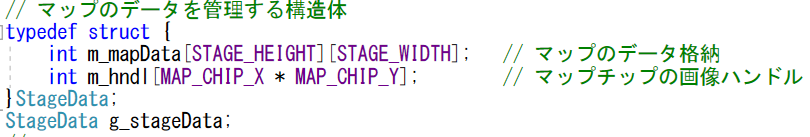 // マップのデータを管理する構造体
typedef struct {
    int m_mapData[STAGE_HEIGHT][STAGE_WIDTH];   // マップのデータ格納
    int m_hndl[MAP_CHIP_X * MAP_CHIP_Y];        // マップチップの画像ハンドル
}StageData;
StageData g_stageData;